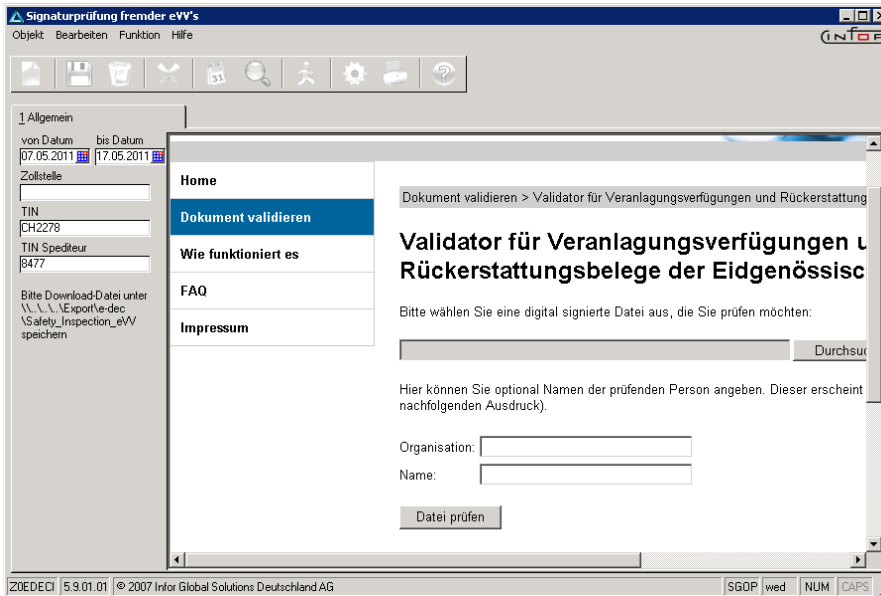 Signaturprüfung fremder eVV's
Objekt Bearbeiten Funktion Hilfe
infor
31
1 Allgemein
von Datum bis Datum
07.05.2011 17.05.2011
Zollstelle
TIN
CH2278
TIN Spediteur
8477
Bitte Download-Datei unter
\\..\..\..\Export\e-dec
\Safety_Inspection_eVV
speichern
Home
Dokument validieren
Wie funktioniert es
FAQ
Impressum
Dokument validieren > Validator für Veranlagungsverfügungen und Rückerstattung
Validator für Veranlagungsverfügungen u
Rückerstattungsbelege der Eidgenössisc
Bitte wählen Sie eine digital signierte Datei aus, die Sie prüfen möchten:
Durchsuc
Hier können Sie optional Namen der prüfenden Person angeben. Dieser erscheint
nachfolgenden Ausdruck).
Organisation:
Name:
Datei prüfen
Z0EDECI 5.9.01.01 © 2007 Infor Global Solutions Deutschland AG SGOP wed NUM CAPS